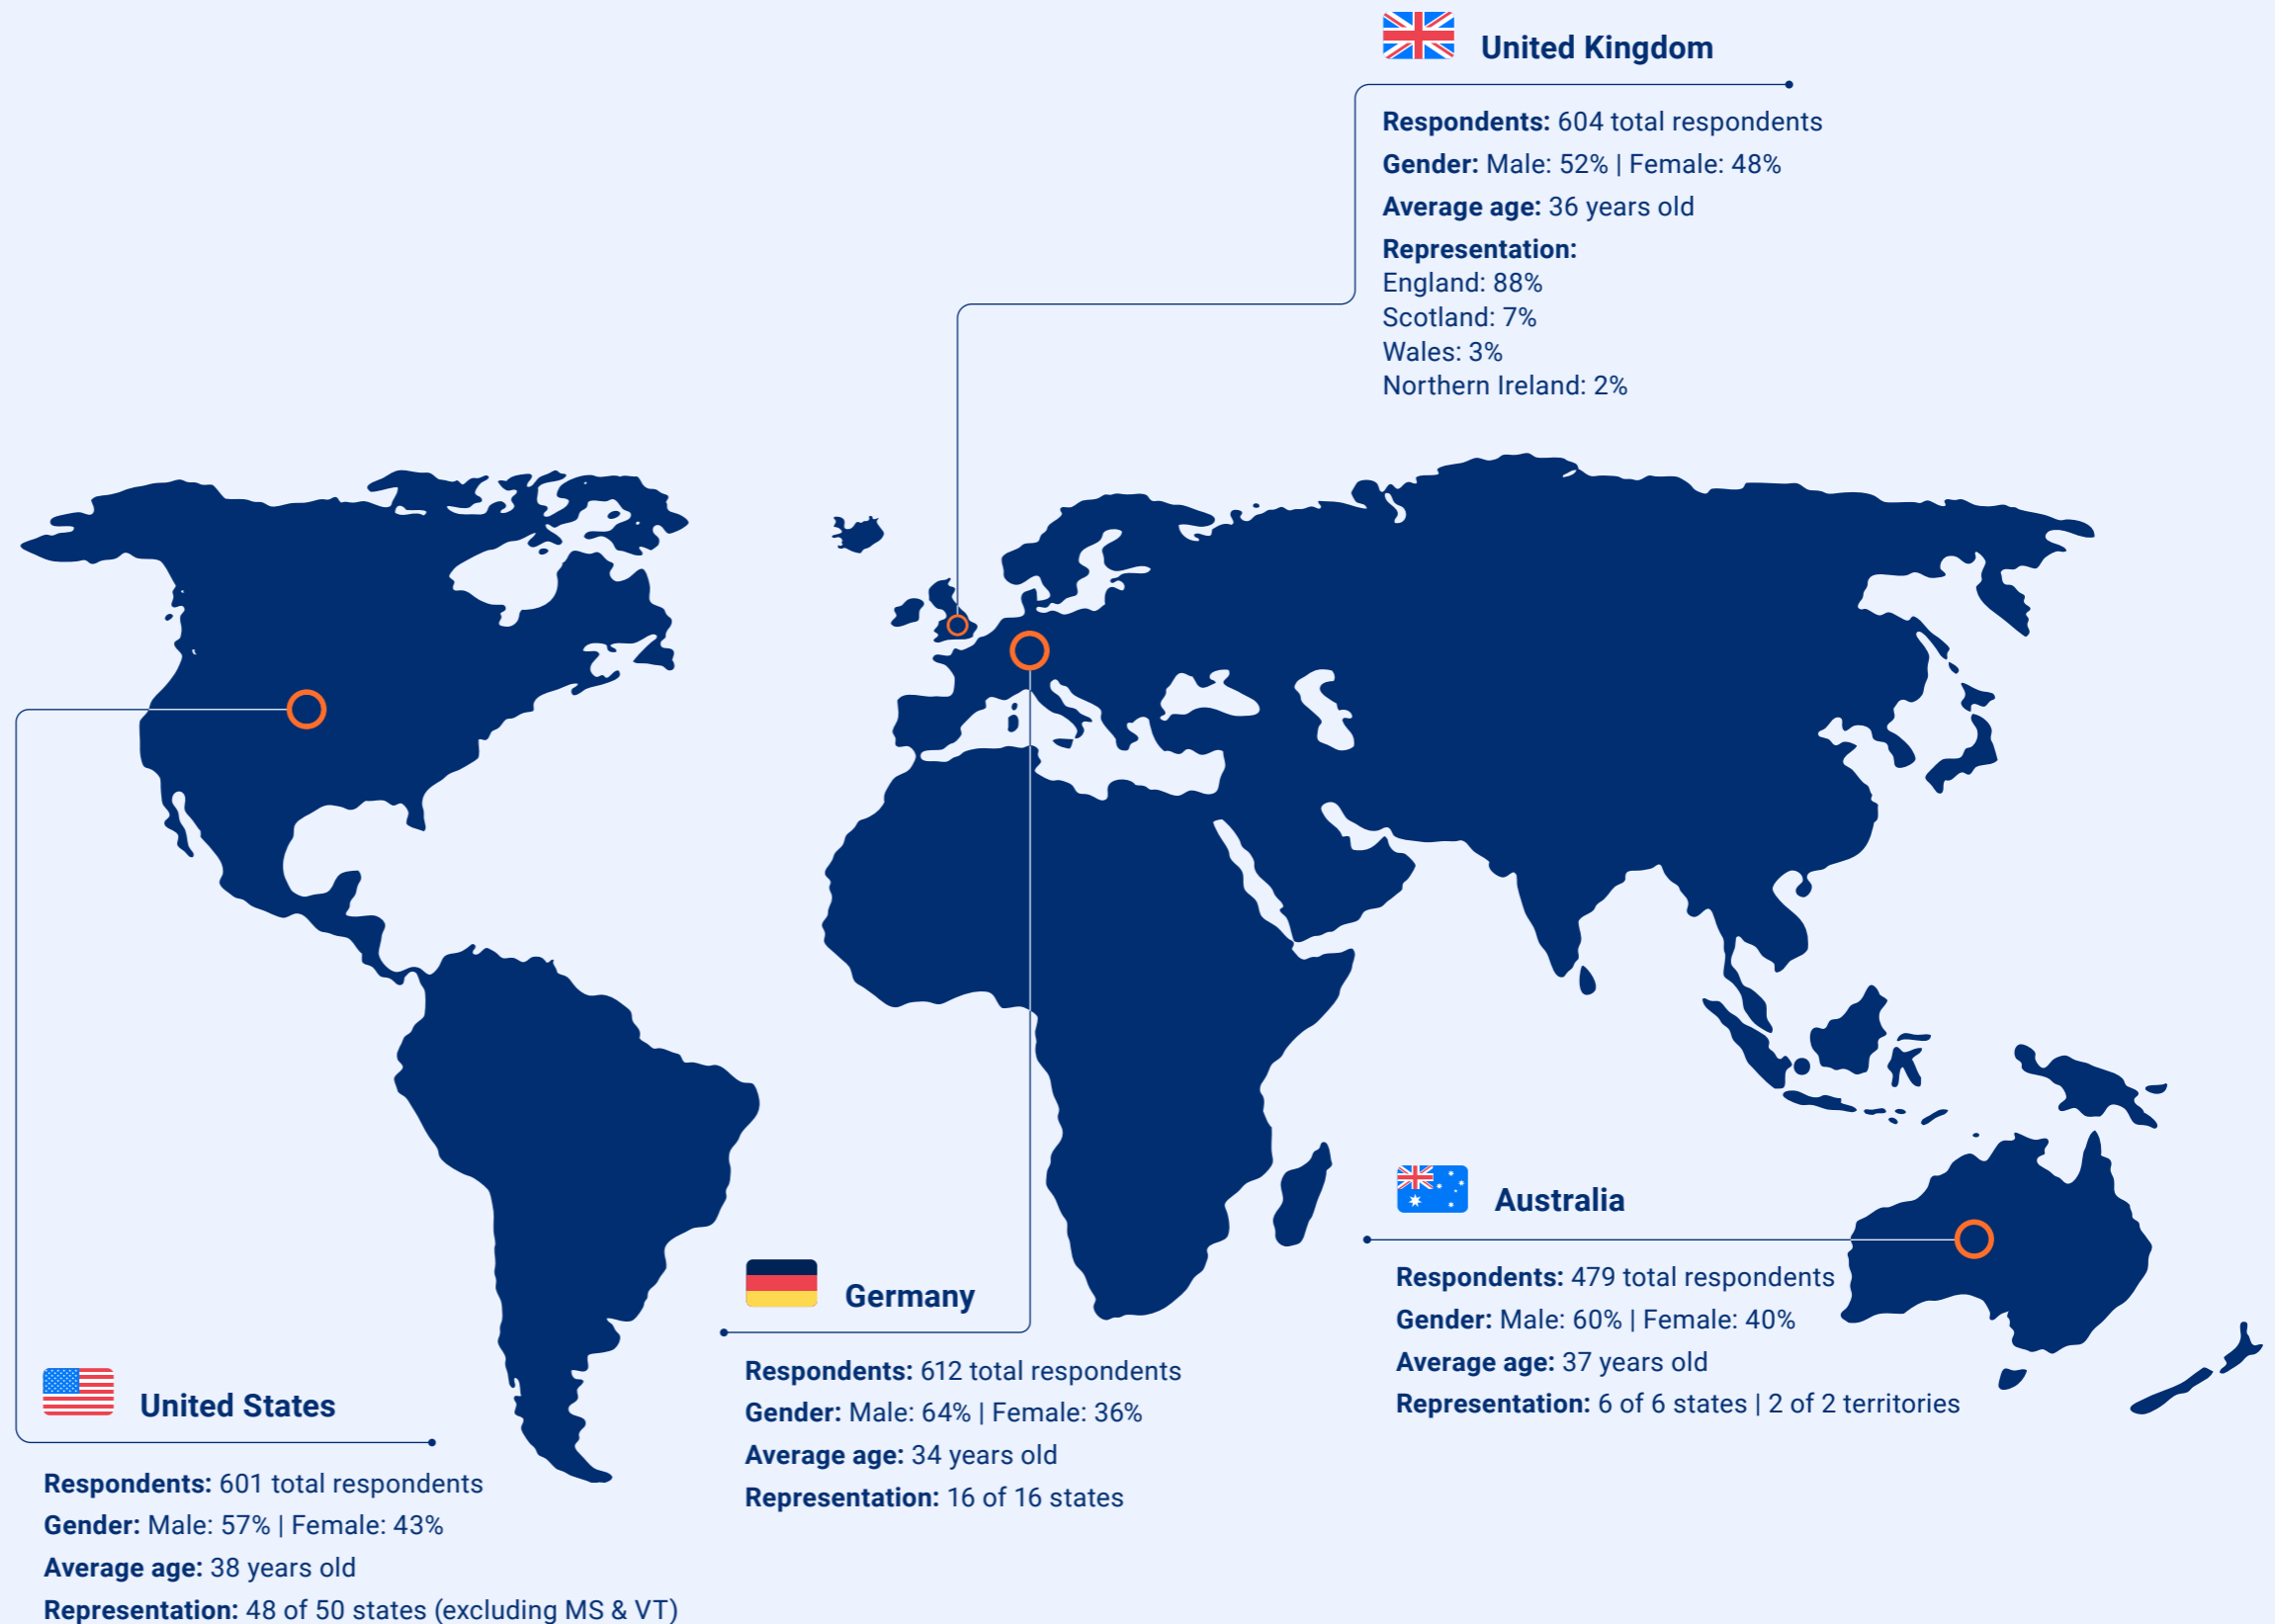 United Kingdom
Respondents: 604 total respondents
Gender: Male: 52% | Female: 48%
Average age: 36 years old
Representation:
England: 88%
Scotland: 7%
Wales: 3%
Northern Ireland: 2%
Australia
Respondents: 479 total respondents
Gender: Male: 60% | Female: 40%
Average age: 37 years old
Representation: 6 of 6 states | 2 of 2 territories
Germany
Respondents: 612 total respondents
Gender: Male: 64% | Female: 36%
Average age: 34 years old
Representation: 16 of 16 states
United States
Respondents: 601 total respondents
Gender: Male: 57% | Female: 43%
Average age: 38 years old
Representation: 48 of 50 states (excluding MS & VT)